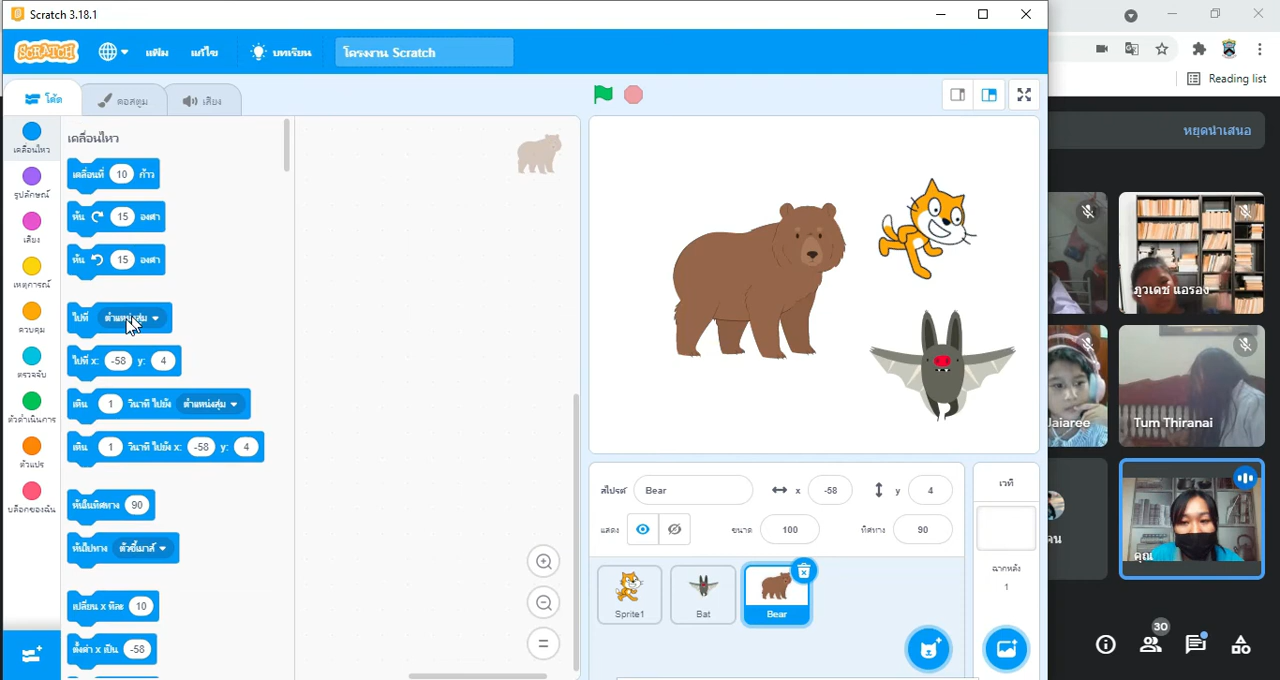 Scratch 3.18.1
SCRATCH
แฟ้ม
แก้ไข
บทเรียน
โครงงาน Scratch
Reading list
โค้ด
คอสตูม
เสียง
หยุดนำเสนอ
เคลื่อนไหว
รูปลักษณ์
เสียง
เหตุการณ์
ควบคุม
ตรวจจับ
ตัวดำเนินการ
ตัวแปร
บล็อกของฉัน
เคลื่อนไหว
เคลื่อนที่ 10 ก้าว
หัน 15 องศา
หัน 15 องศา
ไปที่ ตำแหน่งสุ่ม
ไปที่ x: -58 y: 4
เดิน 1 วินาที ไปยัง ตำแหน่งสุ่ม
เดิน 1 วินาที ไปยัง x: -58 y: 4
หันในทิศทาง 90
หันไปทาง ตัวชี้เมาส์
เปลี่ยน x ทีละ 10
ตั้งค่า x เป็น -58
สไปรต์ Bear x -58 y 4
แสดง ขนาด 100 ทิศทาง 90
Sprite1
Bat
Bear
เวที
ฉากหลัง
1
ภูวเดช แอรอง
Jaiaree
Tum Thiranai
คน
คุณ
30